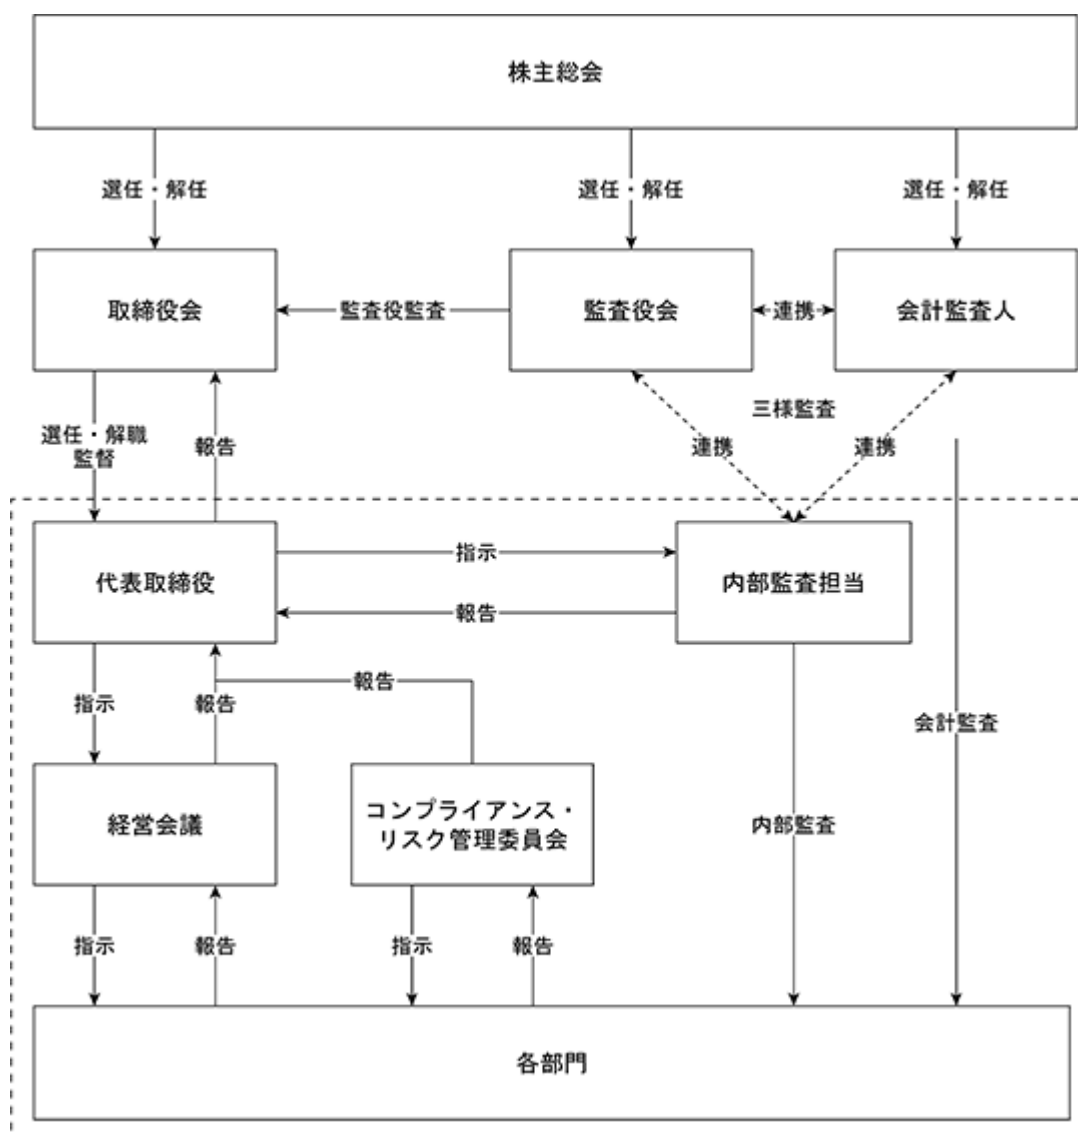 株主総会
選任・解任
選任・解任
選任・解任
取締役会
監査役監査
監査役会
連携
会計監査人
三様監査
選任・解職
監督
報告
連携
連携
代表取締役
指示
報告
内部監査担当
指示
報告
報告
会計監査
経営会議
コンプライアンス・
リスク管理委員会
内部監査
指示
報告
指示
報告
各部門